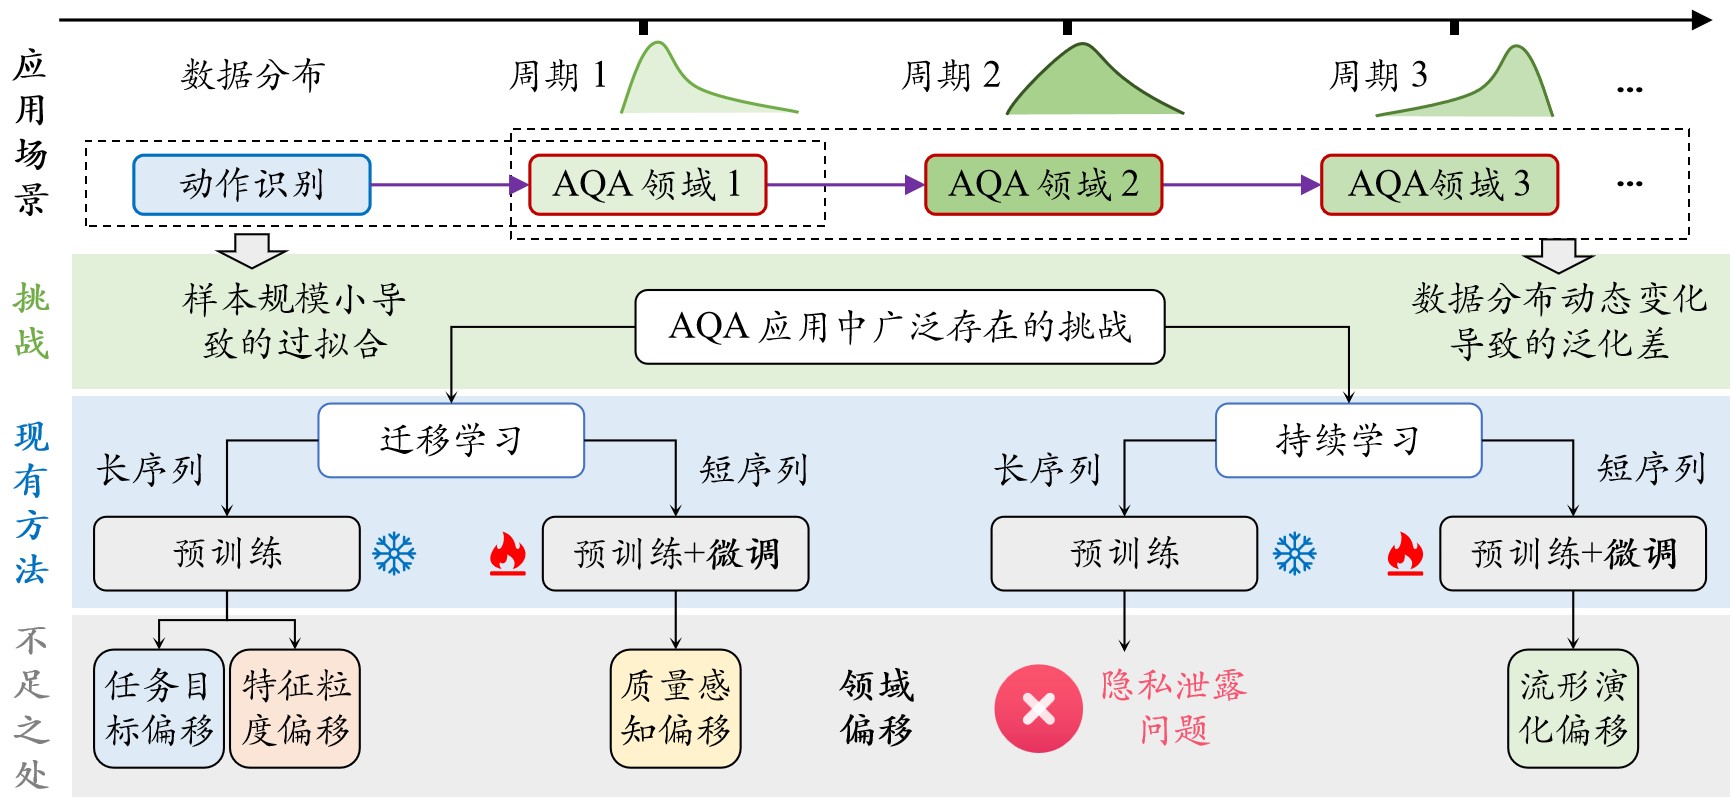 应用场景
数据分布
周期 1
周期 2
周期 3
...
动作识别
AQA 领域 1
AQA 领域 2
AQA领域 3
...
挑战
样本规模小导
致的过拟合
AQA 应用中广泛存在的挑战
数据分布动态变化
导致的泛化差
现有方法
迁移学习
持续学习
长序列
短序列
长序列
短序列
预训练
预训练+微调
预训练
预训练+微调
不足之处
任务目
标偏移
特征粒
度偏移
质量感
知偏移
领域
偏移
隐私泄露
问题
流形演
化偏移